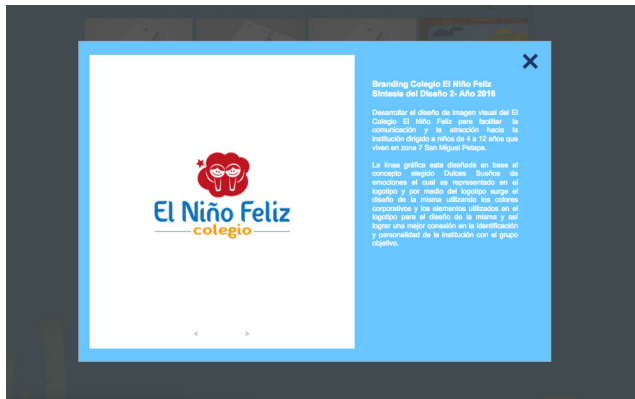 Branding Colegio El Niño Feliz
Síntesis del Diseño 2- Año 2016
Desarrollar el diseño de imagen visual del El
Colegio El Niño Feliz para facilitar la
comunicación y la atracción hacia la
institución dirigido a niños de 4 a 12 años que
viven en zona 7 San Miguel Petapa.
La línea gráfica esta diseñada en base al
concepto elegido Dulces Sueños de
emociones el cual es representado en el
logotipo y por medio del logotipo surge el
diseño de la misma utilizando los colores
corporativos y los elementos utilizados en el
logotipo para el diseño de la misma y así
lograr una mejor conexión en la identificación
y personalidad de la institución con el grupo
objetivo.
El Niño Feliz
colegio
< >